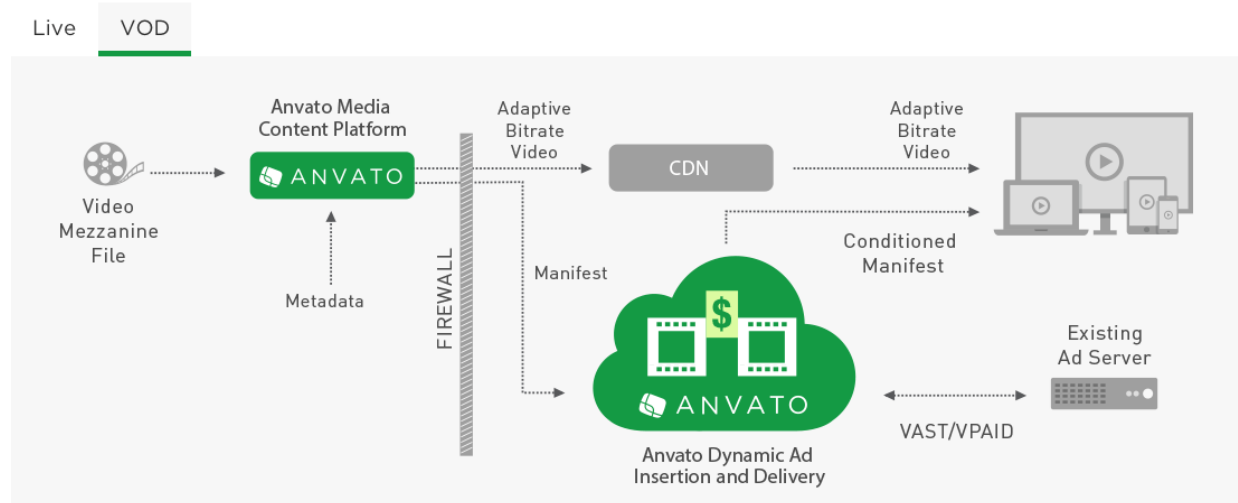 Live
VOD
Anvato Media
Content Platform
ANVATO
Video
Mezzanine
File
Metadata
FIREWALL
Adaptive
Bitrate
Video
CDN
Adaptive
Bitrate
Video
Manifest
Conditioned
Manifest
$
ANVATO
Anvato Dynamic Ad
Insertion and Delivery
VAST/VPAID
Existing
Ad Server